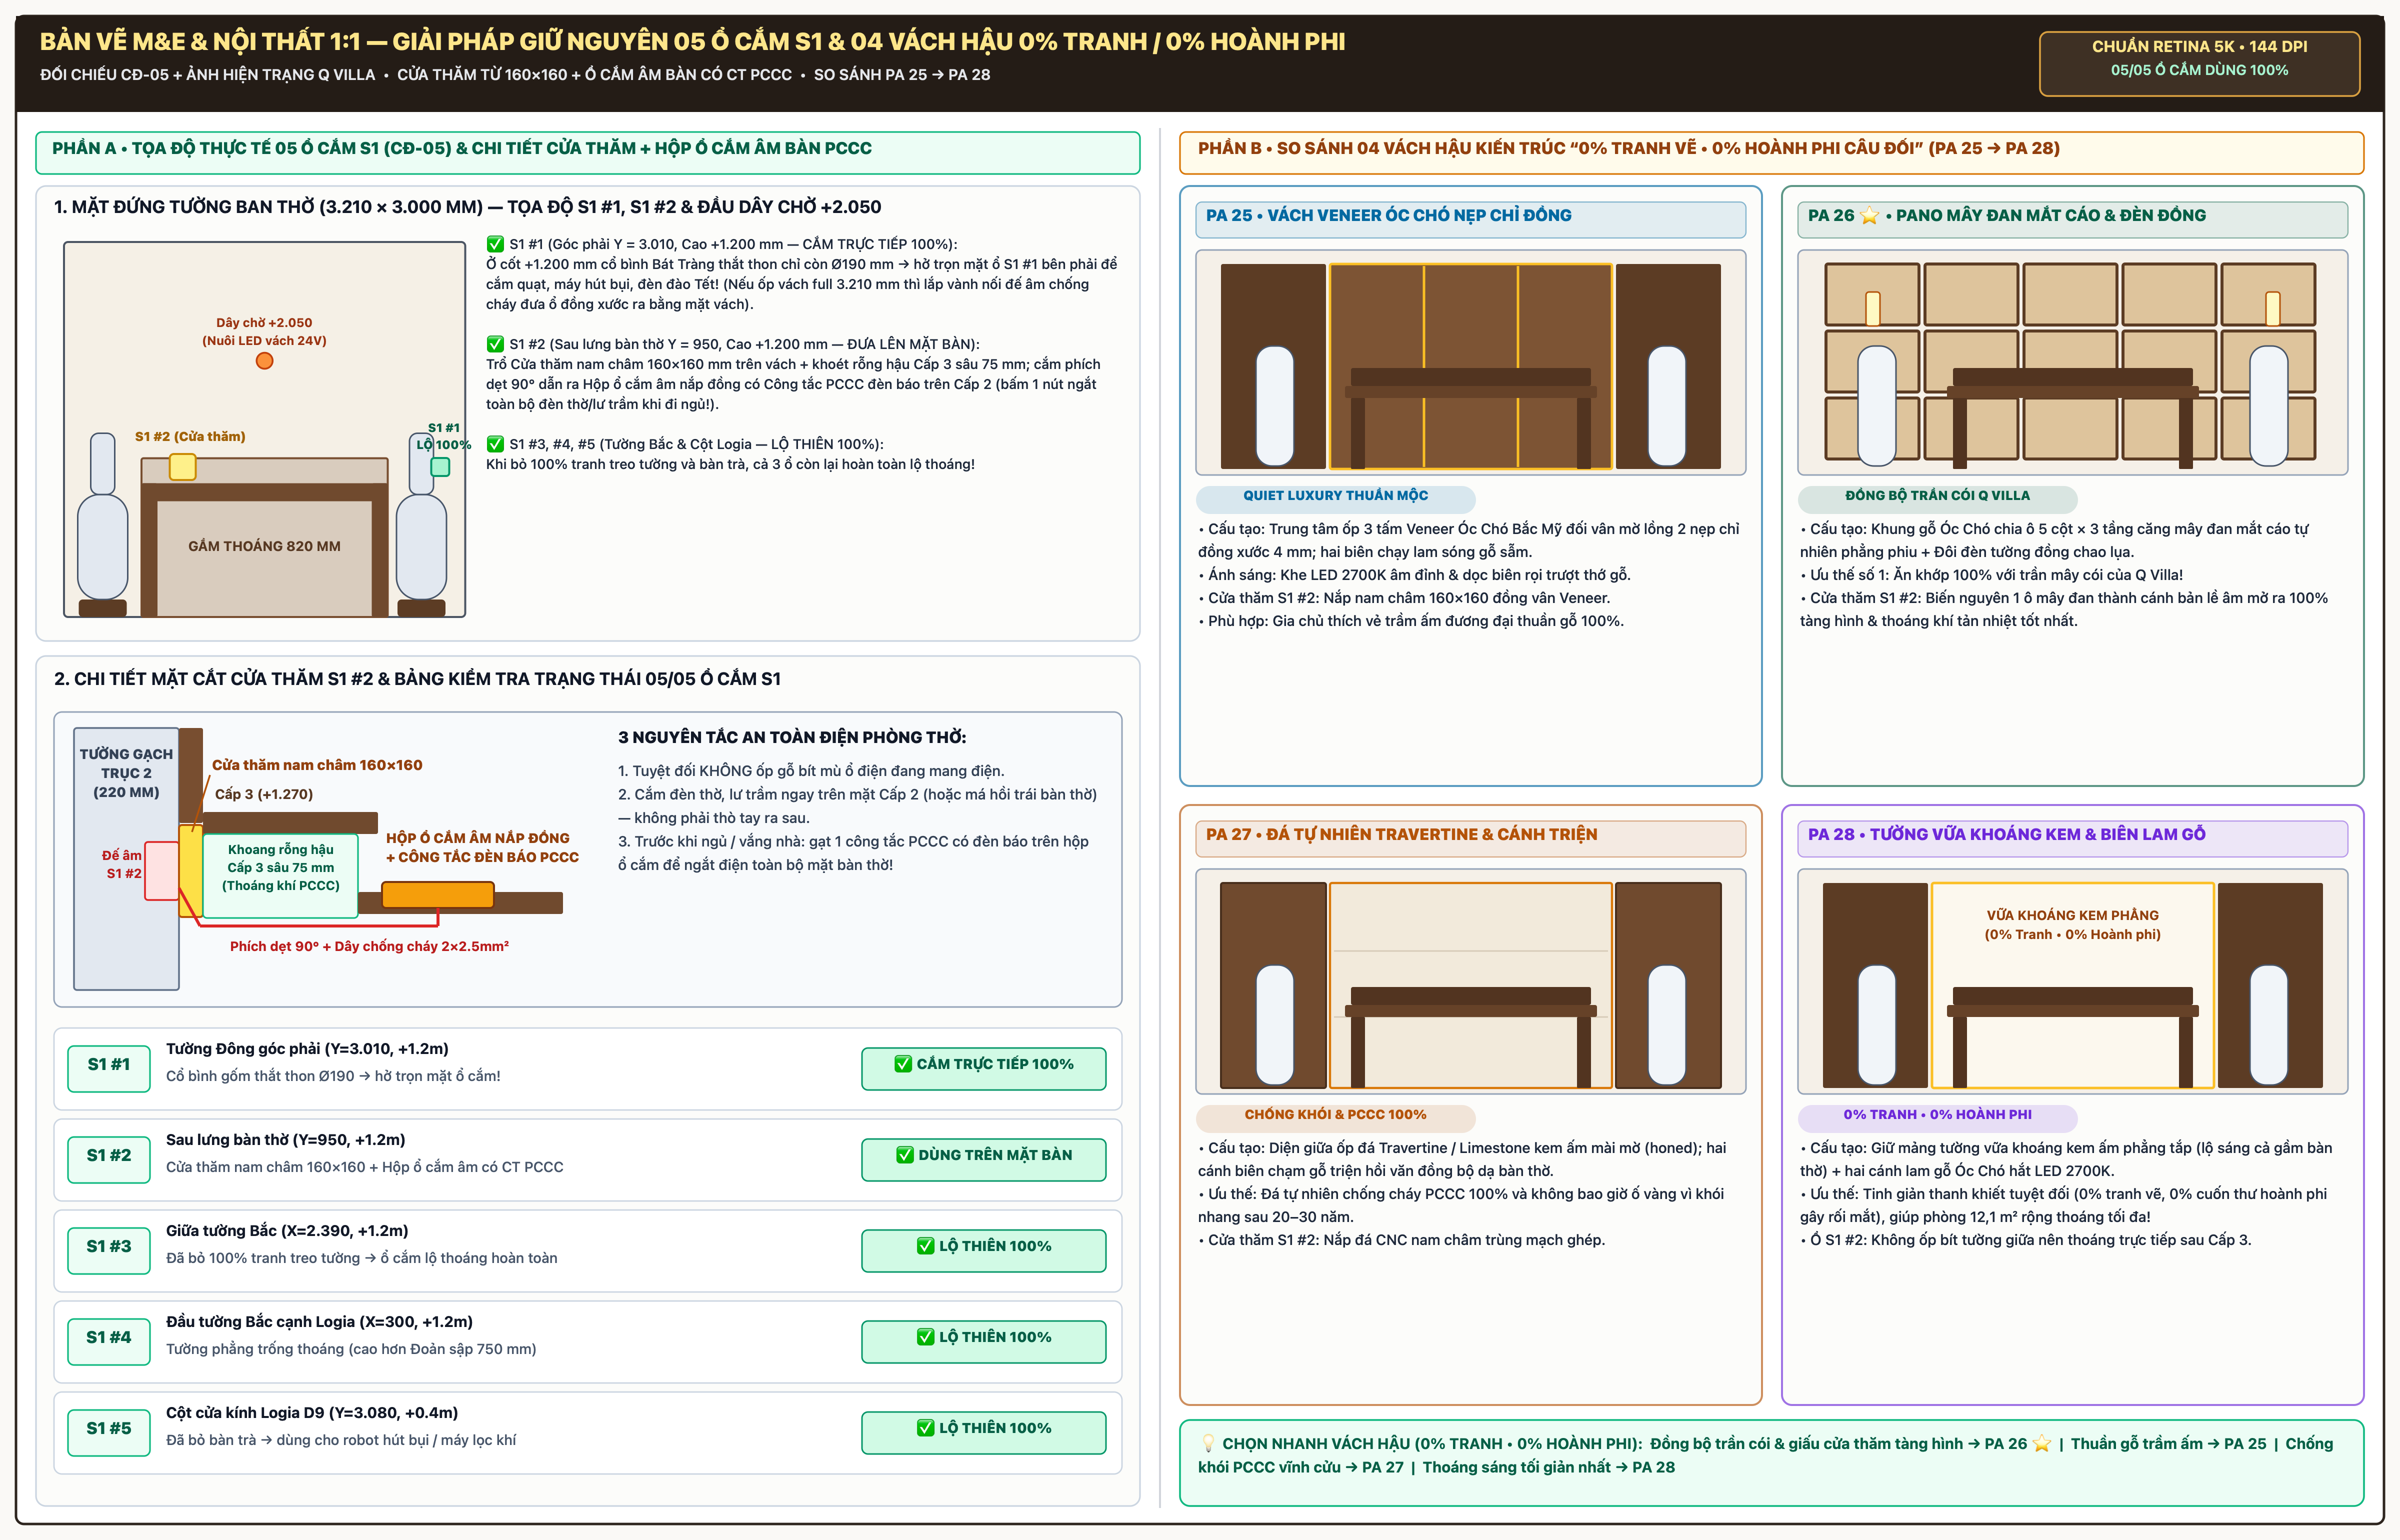 BẢN VẼ M&E & NỘI THẤT 1:1 — GIẢI PHÁP GIỮ NGUYÊN 05 Ổ CẮM S1 & 04 VÁCH HẬU 0% TRANH / 0% HOÀNH PHI
ĐỐI CHIẾU CĐ-05 + ẢNH HIỆN TRẠNG Q VILLA • CỬA THĂM TỪ 160×160 + Ổ CẮM ÂM BÀN CÓ CT PCCC • SO SÁNH PA 25 → PA 28
CHUẨN RETINA 5K • 144 DPI
05/05 Ổ CẮM DÙNG 100%
PHẦN A • TỌA ĐỘ THỰC TẾ 05 Ổ CẮM S1 (CĐ-05) & CHI TIẾT CỬA THĂM + HỘP Ổ CẮM ÂM BÀN PCCC
1. MẶT ĐỨNG TƯỜNG BAN THỜ (3.210 × 3.000 MM) — TỌA ĐỘ S1 #1, S1 #2 & ĐẦU DÂY CHỜ +2.050
Dây chờ +2.050
(Nuôi LED vách 24V)
S1 #2 (Cửa thăm)
S1 #1
LỘ 100%
GẦM THOÁNG 820 MM
✅ S1 #1 (Góc phải Y = 3.010, Cao +1.200 mm — CẮM TRỰC TIẾP 100%):
Ở cốt +1.200 mm cổ bình Bát Tràng thắt thon chỉ còn Ø190 mm → hở trọn mặt ổ S1 #1 bên phải để
cắm quạt, máy hút bụi, đèn đào Tết! (Nếu ốp vách full 3.210 mm thì lắp vành nối đế âm chống
cháy đưa ổ đồng xước ra bằng mặt vách).
✅ S1 #2 (Sau lưng bàn thờ Y = 950, Cao +1.200 mm — ĐƯA LÊN MẶT BÀN):
Trổ Cửa thăm nam châm 160×160 mm trên vách + khoét rỗng hậu Cấp 3 sâu 75 mm; cắm phích
dẹt 90° dẫn ra Hộp ổ cắm âm nắp đồng có Công tắc PCCC đèn báo trên Cấp 2 (bấm 1 nút ngắt
toàn bộ đèn thờ/lư trầm khi đi ngủ!).
✅ S1 #3, #4, #5 (Tường Bắc & Cột Logia — LỘ THIÊN 100%):
Khi bỏ 100% tranh treo tường và bàn trà, cả 3 ổ còn lại hoàn toàn lộ thoáng!
2. CHI TIẾT MẶT CẮT CỬA THĂM S1 #2 & BẢNG KIỂM TRA TRẠNG THÁI 05/05 Ổ CẮM S1
TƯỜNG GẠCH
TRỤC 2
(220 MM)
Cửa thăm nam châm 160×160
Cấp 3 (+1.270)
Đế âm
S1 #2
Khoang rỗng hậu
Cấp 3 sâu 75 mm
(Thoáng khí PCCC)
HỘP Ổ CẮM ÂM NẮP ĐỒNG
+ CÔNG TẮC ĐÈN BÁO PCCC
Phích dẹt 90° + Dây chống cháy 2×2.5mm²
3 NGUYÊN TẮC AN TOÀN ĐIỆN PHÒNG THỜ:
1. Tuyệt đối KHÔNG ốp gỗ bít mù ổ điện đang mang điện.
2. Cắm đèn thờ, lư trầm ngay trên mặt Cấp 2 (hoặc má hồi trái bàn thờ)
— không phải thò tay ra sau.
3. Trước khi ngủ / vắng nhà: gạt 1 công tắc PCCC có đèn báo trên hộp
ổ cắm để ngắt điện toàn bộ mặt bàn thờ!
S1 #1
Tường Đông góc phải (Y=3.010, +1.2m)
Cổ bình gốm thắt thon Ø190 → hở trọn mặt ổ cắm!
✅ CẮM TRỰC TIẾP 100%
S1 #2
Sau lưng bàn thờ (Y=950, +1.2m)
Cửa thăm nam châm 160×160 + Hộp ổ cắm âm có CT PCCC
✅ DÙNG TRÊN MẶT BÀN
S1 #3
Giữa tường Bắc (X=2.390, +1.2m)
Đã bỏ 100% tranh treo tường → ổ cắm lộ thoáng hoàn toàn
✅ LỘ THIÊN 100%
S1 #4
Đầu tường Bắc cạnh Logia (X=300, +1.2m)
Tường phẳng trống thoáng (cao hơn Đoản sập 750 mm)
✅ LỘ THIÊN 100%
S1 #5
Cột cửa kính Logia D9 (Y=3.080, +0.4m)
Đã bỏ bàn trà → dùng cho robot hút bụi / máy lọc khí
✅ LỘ THIÊN 100%
PHẦN B • SO SÁNH 04 VÁCH HẬU KIẾN TRÚC “0% TRANH VẼ • 0% HOÀNH PHI CÂU ĐỐI” (PA 25 → PA 28)
PA 25 • VÁCH VENEER ÓC CHÓ NẸP CHỈ ĐỒNG
QUIET LUXURY THUẦN MỘC
• Cấu tạo: Trung tâm ốp 3 tấm Veneer Óc Chó Bắc Mỹ đối vân mờ lồng 2 nẹp chỉ
đồng xước 4 mm; hai biên chạy lam sóng gỗ sẫm.
• Ánh sáng: Khe LED 2700K âm đỉnh & dọc biên rọi trượt thớ gỗ.
• Cửa thăm S1 #2: Nắp nam châm 160×160 đồng vân Veneer.
• Phù hợp: Gia chủ thích vẻ trầm ấm đương đại thuần gỗ 100%.
PA 26 ⭐ • PANO MÂY ĐAN MẮT CÁO & ĐÈN ĐỒNG
ĐỒNG BỘ TRẦN CÓI Q VILLA
• Cấu tạo: Khung gỗ Óc Chó chia ô 5 cột × 3 tầng căng mây đan mắt cáo tự
nhiên phẳng phiu + Đôi đèn tường đồng chao lụa.
• Ưu thế số 1: Ăn khớp 100% với trần mây cói của Q Villa!
• Cửa thăm S1 #2: Biến nguyên 1 ô mây đan thành cánh bản lề âm mở ra 100%
tàng hình & thoáng khí tản nhiệt tốt nhất.
PA 27 • ĐÁ TỰ NHIÊN TRAVERTINE & CÁNH TRIỆN
CHỐNG KHÓI & PCCC 100%
• Cấu tạo: Diện giữa ốp đá Travertine / Limestone kem ấm mài mờ (honed); hai
cánh biên chạm gỗ triện hồi văn đồng bộ dạ bàn thờ.
• Ưu thế: Đá tự nhiên chống cháy PCCC 100% và không bao giờ ố vàng vì khói
nhang sau 20–30 năm.
• Cửa thăm S1 #2: Nắp đá CNC nam châm trùng mạch ghép.
PA 28 • TƯỜNG VỮA KHOÁNG KEM & BIÊN LAM GỖ
VỮA KHOÁNG KEM PHẲNG
(0% Tranh • 0% Hoành phi)
0% TRANH • 0% HOÀNH PHI
• Cấu tạo: Giữ mảng tường vữa khoáng kem ấm phẳng tắp (lộ sáng cả gầm bàn
thờ) + hai cánh lam gỗ Óc Chó hắt LED 2700K.
• Ưu thế: Tinh giản thanh khiết tuyệt đối (0% tranh vẽ, 0% cuốn thư hoành phi
gây rối mắt), giúp phòng 12,1 m² rộng thoáng tối đa!
• Ổ S1 #2: Không ốp bít tường giữa nên thoáng trực tiếp sau Cấp 3.
💡 CHỌN NHANH VÁCH HẬU (0% TRANH • 0% HOÀNH PHI): Đồng bộ trần cói & giấu cửa thăm tàng hình → PA 26 ⭐ | Thuần gỗ trầm ấm → PA 25 | Chống
khói PCCC vĩnh cửu → PA 27 | Thoáng sáng tối giản nhất → PA 28